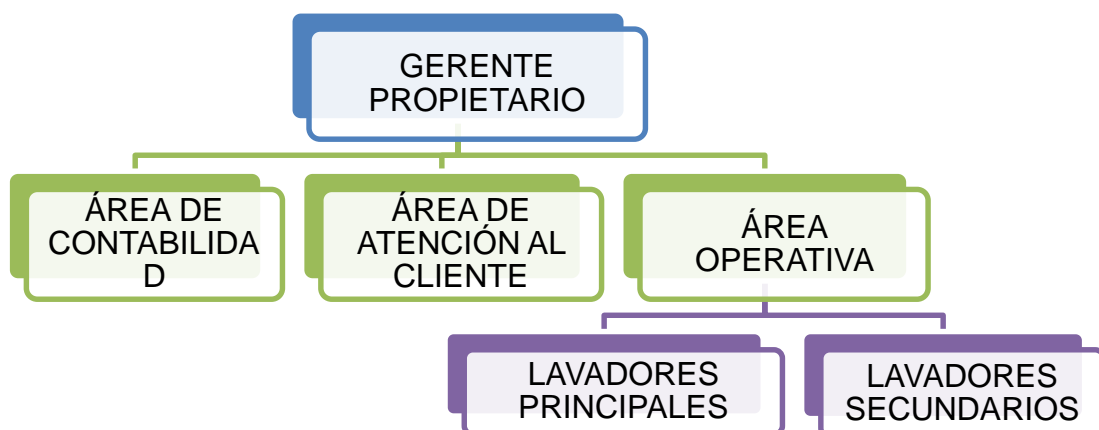 GERENTE
PROPIETARIO
ÁREA DE
CONTABILIDA
D
ÁREA DE
ATENCIÓN AL
CLIENTE
ÁREA
OPERATIVA
LAVADORES
PRINCIPALES
LAVADORES
SECUNDARIOS